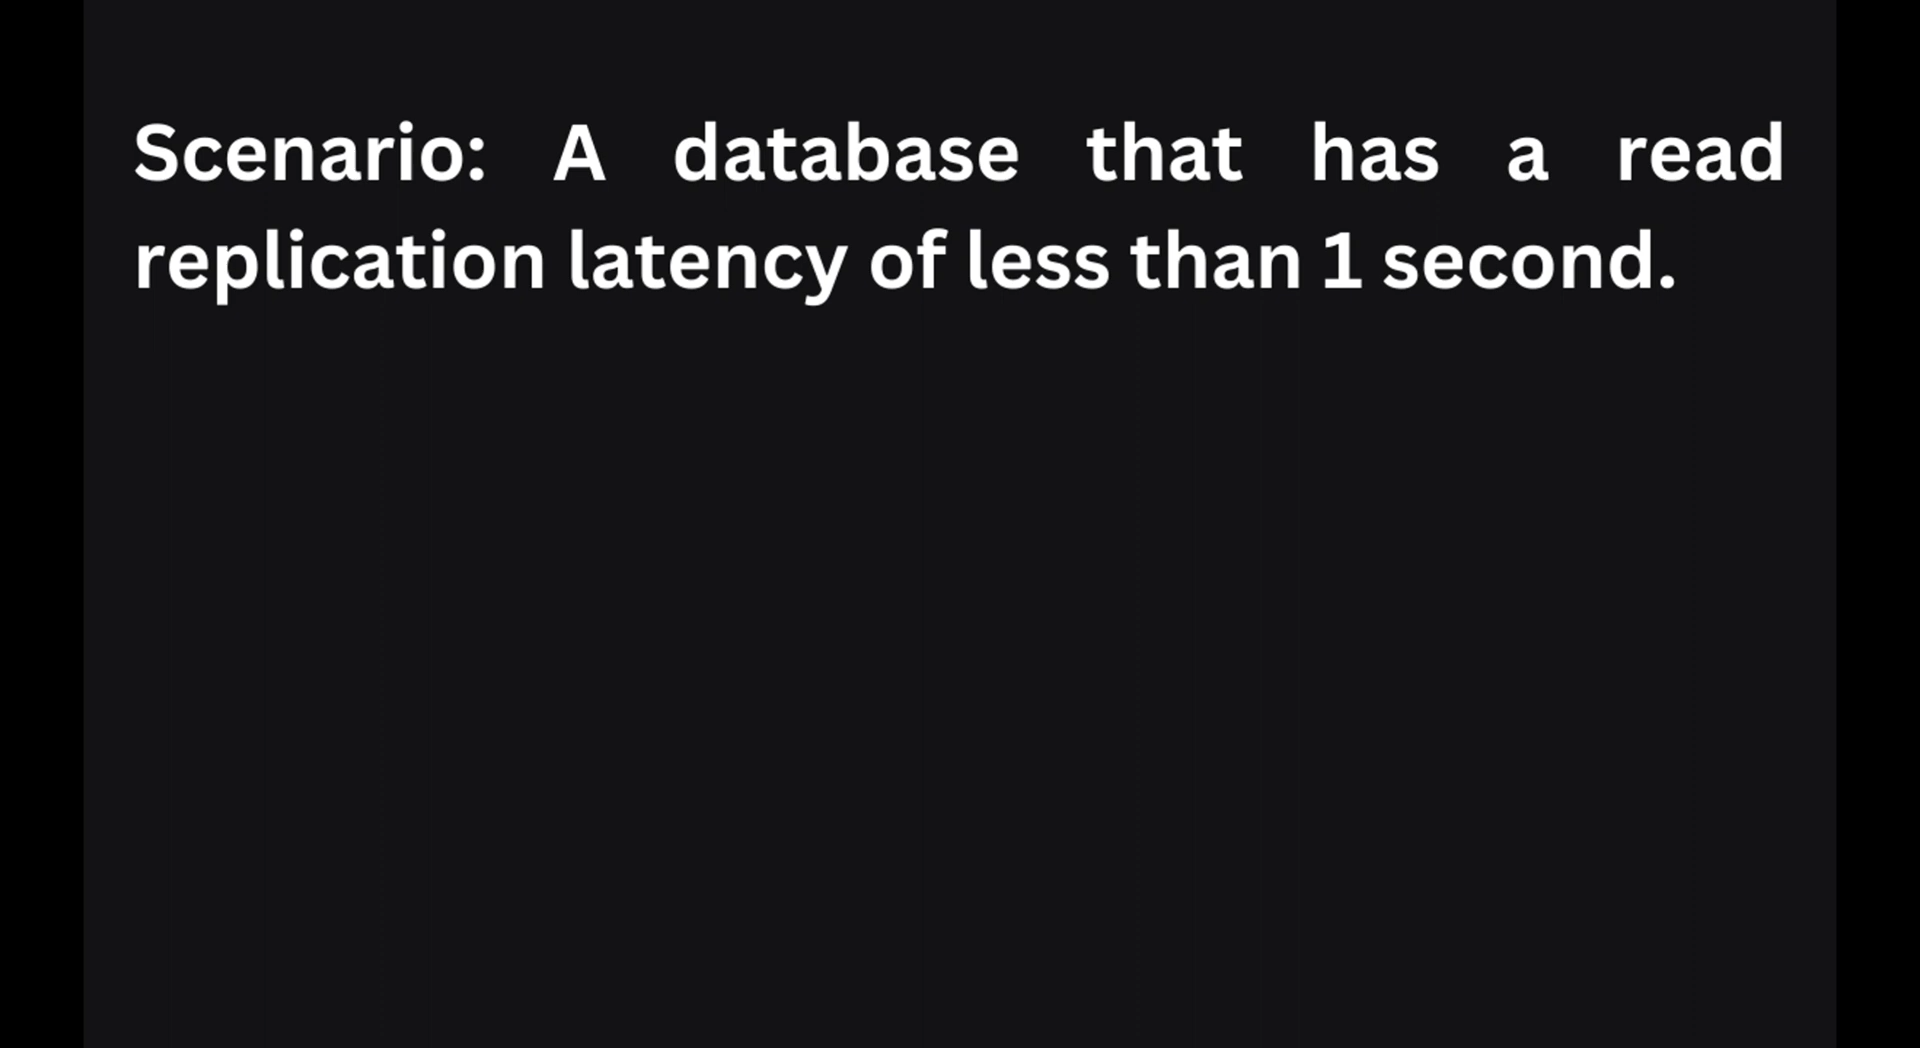 Scenario: A database that has a read
replication latency of less than 1 second.